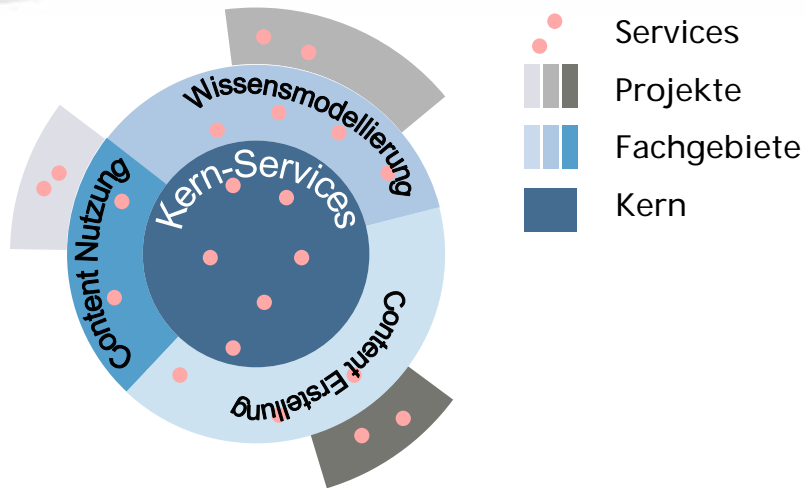 Wissensmodellierung
Kern-Services
Content Nutzung
Content Erstellung
Services
Projekte
Fachgebiete
Kern